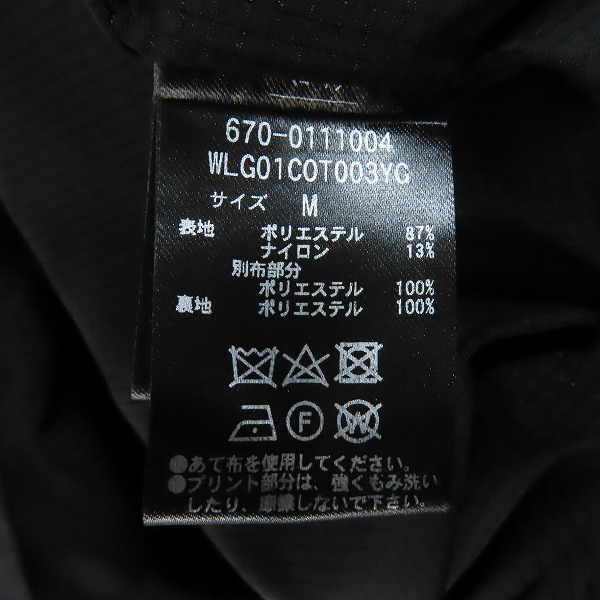 670-0111004
WLG01COT003YG
サイズ M
表地 ポリエステル 87%
ナイロン 13%
別布部分
ポリエステル 100%
裏地 ポリエステル 100%
F W
●あて布を使用してください。
●プリント部分は、強くもみ洗い
したり、摩擦しないで下さい。